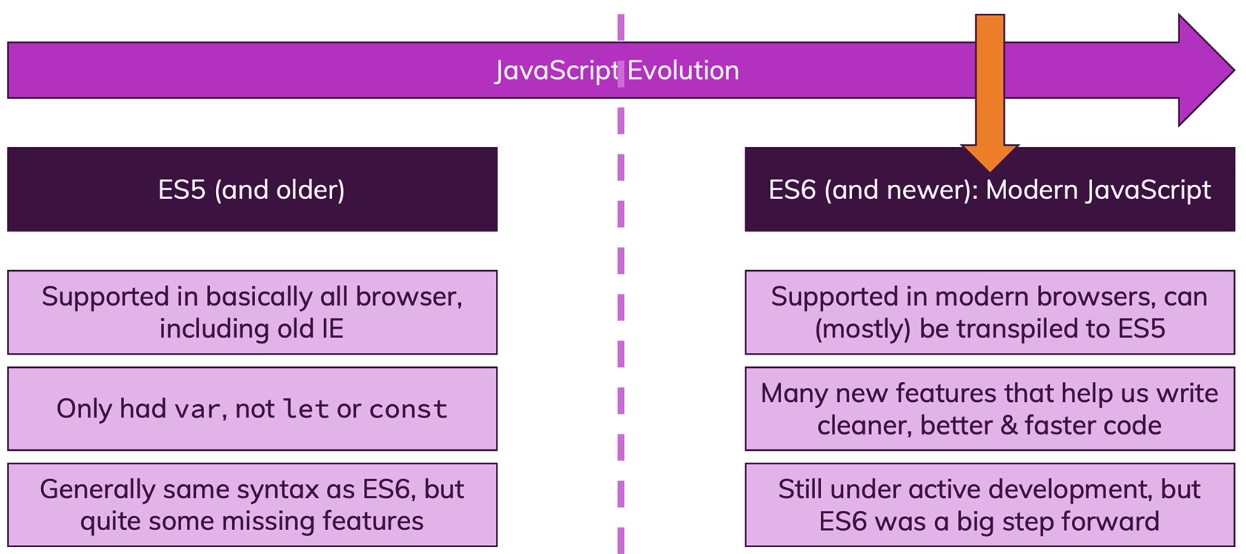 JavaScript Evolution
ES5 (and older)
Supported in basically all browser,
including old IE
Only had var, not let or const
Generally same syntax as ES6, but
quite some missing features
ES6 (and newer): Modern JavaScript
Supported in modern browsers, can
(mostly) be transpiled to ES5
Many new features that help us write
cleaner, better & faster code
Still under active development, but
ES6 was a big step forward